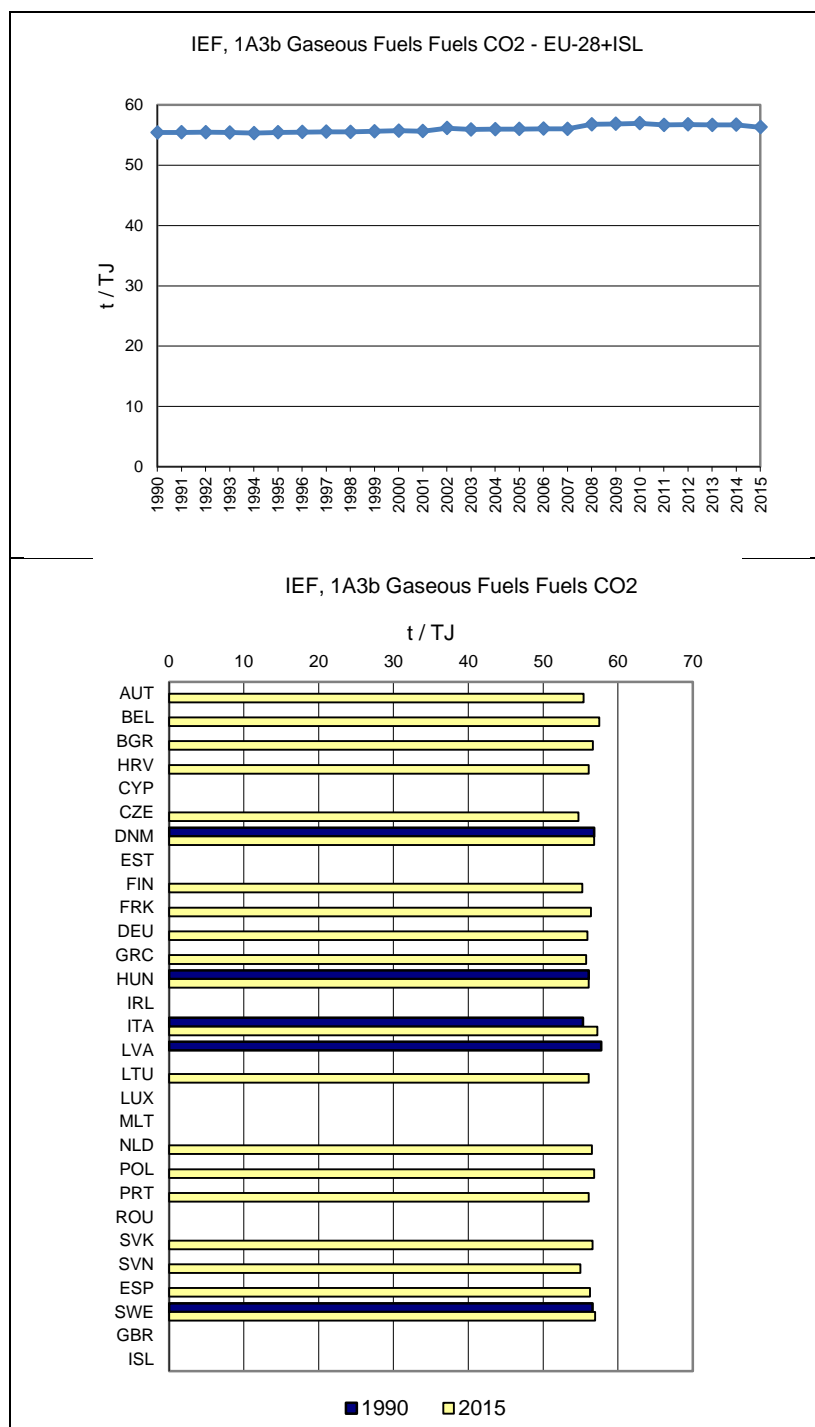 IEF, 1A3b Gaseous Fuels Fuels CO2 - EU-28+ISL
60
50
40
30
20
10
0
t / TJ
1990 1991 1992 1993 1994 1995 1996 1997 1998 1999 2000 2001 2002 2003 2004 2005 2006 2007 2008 2009 2010 2011 2012 2013 2014 2015
IEF, 1A3b Gaseous Fuels Fuels CO2
t / TJ
0 10 20 30 40 50 60 70
AUT
BEL
BGR
HRV
CYP
CZE
DNM
EST
FIN
FRK
DEU
GRC
HUN
IRL
ITA
LVA
LTU
LUX
MLT
NLD
POL
PRT
ROU
SVK
SVN
ESP
SWE
GBR
ISL
1990 2015